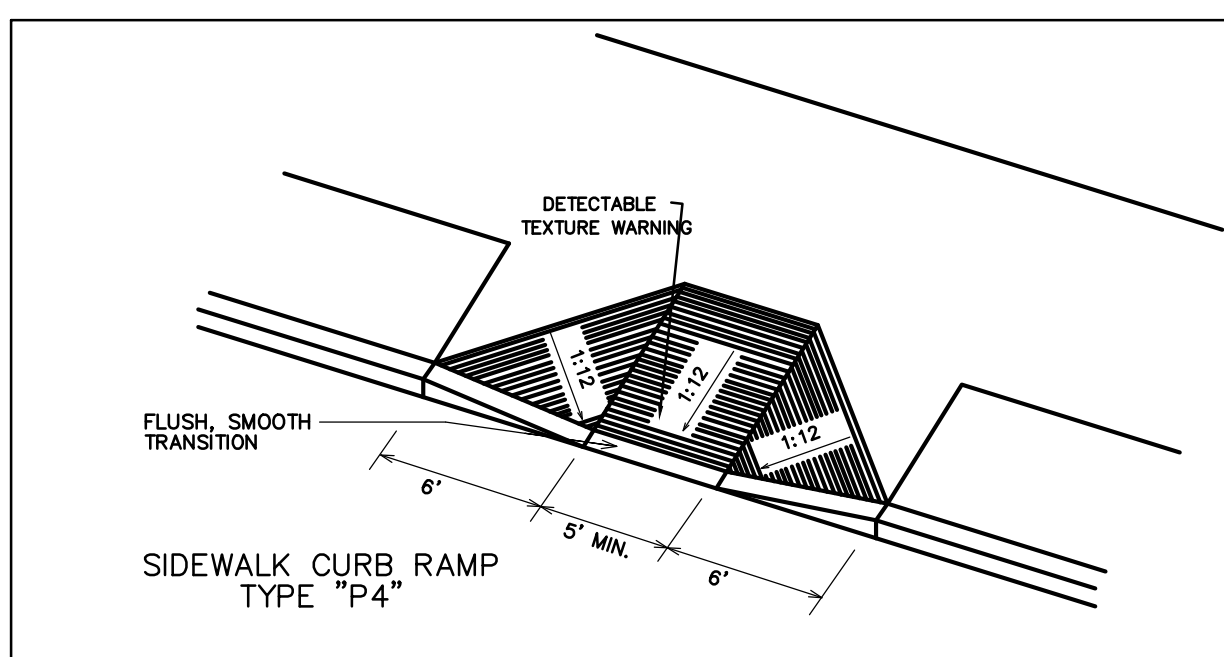 DETECTABLE
TEXTURE WARNING
1:12
1:12
1:12
FLUSH, SMOOTH
TRANSITION
6'
5' MIN.
6'
SIDEWALK CURB RAMP
TYPE "P4"